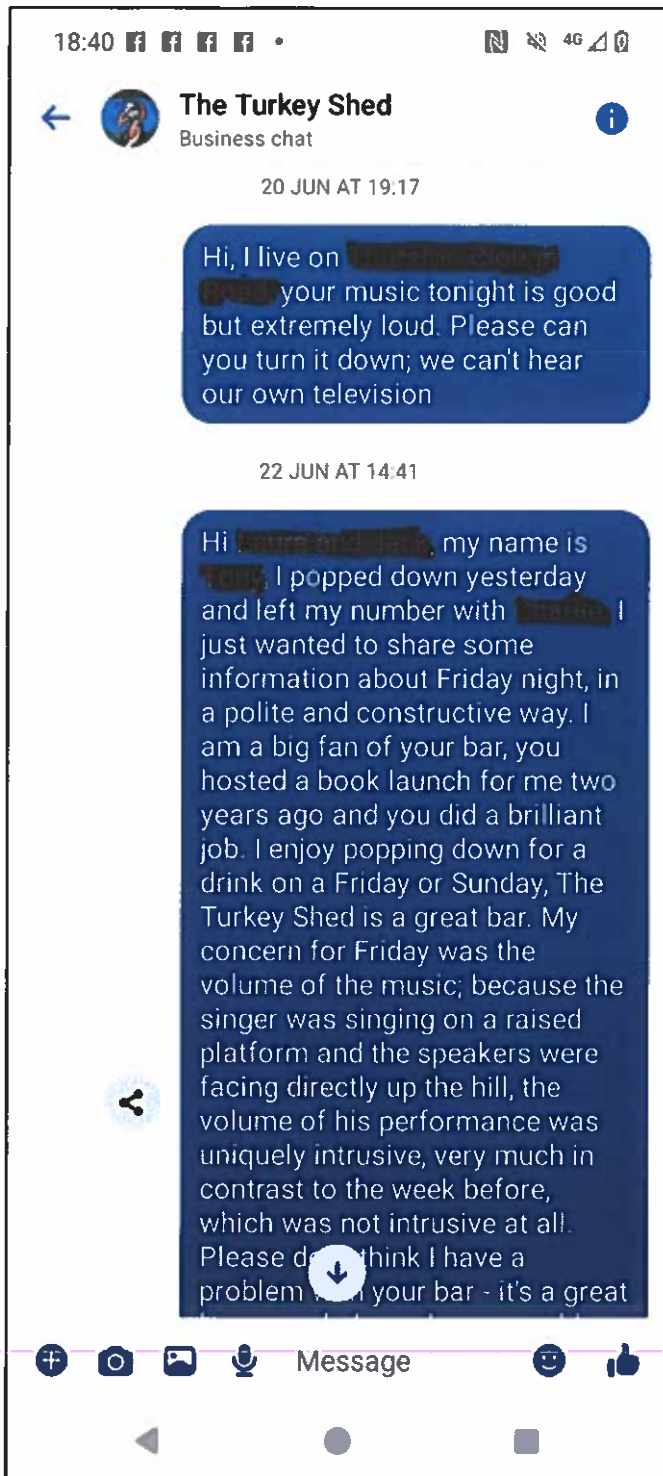 18:40
4G
The Turkey Shed
Business chat
20 JUN AT 19:17
Hi, I live on
your music tonight is good
but extremely loud. Please can
you turn it down; we can't hear
our own television
22 JUN AT 14:41
Hi , my name is
, I popped down yesterday
and left my number with . I
just wanted to share some
information about Friday night, in
a polite and constructive way. I
am a big fan of your bar, you
hosted a book launch for me two
years ago and you did a brilliant
job. I enjoy popping down for a
drink on a Friday or Sunday, The
Turkey Shed is a great bar. My
concern for Friday was the
volume of the music; because the
singer was singing on a raised
platform and the speakers were
facing directly up the hill, the
volume of his performance was
uniquely intrusive, very much in
contrast to the week before,
which was not intrusive at all.
Please think I have a
problem your bar - it's a great
Message